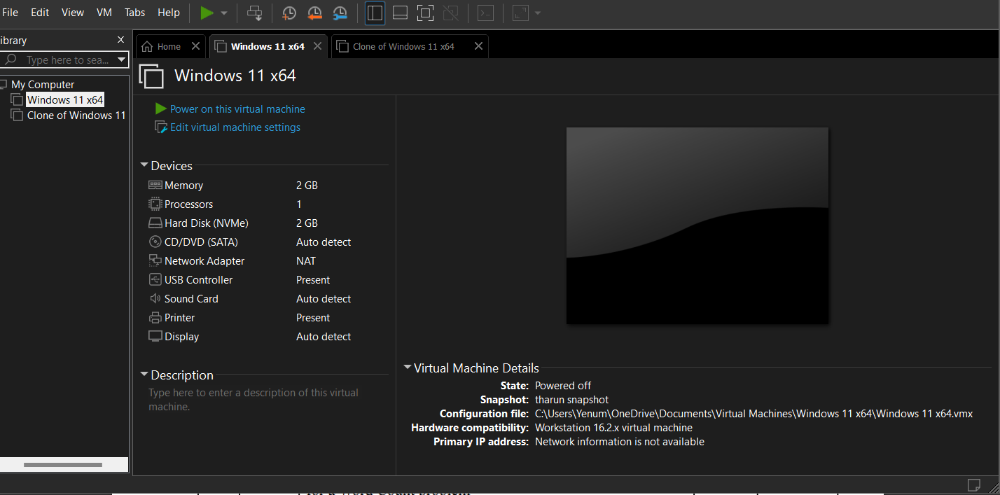 File Edit View VM Tabs Help
ibrary
Type here to sea...
My Computer
Windows 11 x64
Clone of Windows 11
Home
Windows 11 x64
Clone of Windows 11 x64
Windows 11 x64
Power on this virtual machine
Edit virtual machine settings
Devices
Memory 2 GB
Processors 1
Hard Disk (NVMe) 2 GB
CD/DVD (SATA) Auto detect
Network Adapter NAT
USB Controller Present
Sound Card Auto detect
Printer Present
Display Auto detect
Description
Type here to enter a description of this virtual
machine.
Virtual Machine Details
State: Powered off
Snapshot: tharun snapshot
Configuration file: C:\Users\Yenum\OneDrive\Documents\Virtual Machines\Windows 11 x64\Windows 11 x64.vmx
Hardware compatibility: Workstation 16.2.x virtual machine
Primary IP address: Network information is not available
for a Word Count problem